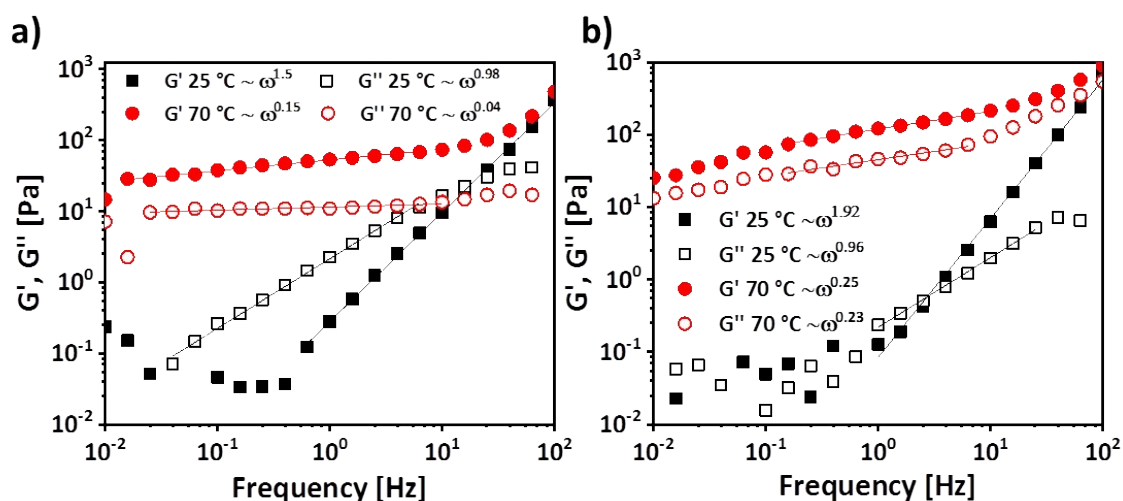 a)
G' 25 °C ~ ω^1.5
G'' 25 °C ~ ω^0.98
G' 70 °C ~ ω^0.15
G'' 70 °C ~ ω^0.04
10^3
10^2
10^1
10^0
10^-1
10^-2
G', G'' [Pa]
10^-2 10^-1 10^0 10^1 10^2
Frequency [Hz]
b)
10^3
10^2
10^1
10^0
10^-1
10^-2
G', G'' [Pa]
G' 25 °C ~ω^1.92
G'' 25 °C ~ω^0.96
G' 70 °C ~ω^0.25
G'' 70 °C ~ω^0.23
10^-2 10^-1 10^0 10^1 10^2
Frequency [Hz]